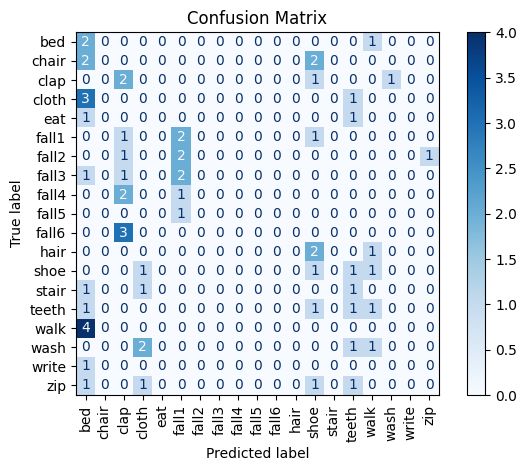 Confusion Matrix
bed 2 0 0 0 0 0 0 0 0 0 0 0 0 0 0 1 0 0 0
chair 2 0 0 0 0 0 0 0 0 0 0 0 2 0 0 0 0 0 0
clap 0 0 2 0 0 0 0 0 0 0 0 0 1 0 0 0 1 0 0
cloth 3 0 0 0 0 0 0 0 0 0 0 0 0 0 1 0 0 0 0
eat 1 0 0 0 0 0 0 0 0 0 0 0 0 0 1 0 0 0 0
fall1 0 0 1 0 0 2 0 0 0 0 0 0 1 0 0 0 0 0 0
fall2 0 0 1 0 0 2 0 0 0 0 0 0 0 0 0 0 0 0 1
fall3 1 0 1 0 0 2 0 0 0 0 0 0 0 0 0 0 0 0 0
fall4 0 0 2 0 0 1 0 0 0 0 0 0 0 0 0 0 0 0 0
fall5 0 0 0 0 0 1 0 0 0 0 0 0 0 0 0 0 0 0 0
fall6 0 0 3 0 0 0 0 0 0 0 0 0 0 0 0 0 0 0 0
hair 0 0 0 0 0 0 0 0 0 0 0 0 2 0 0 1 0 0 0
shoe 0 0 0 1 0 0 0 0 0 0 0 0 1 0 1 1 0 0 0
stair 1 0 0 1 0 0 0 0 0 0 0 0 0 0 1 0 0 0 0
teeth 1 0 0 0 0 0 0 0 0 0 0 0 1 0 1 1 0 0 0
walk 4 0 0 0 0 0 0 0 0 0 0 0 0 0 0 0 0 0 0
wash 0 0 0 2 0 0 0 0 0 0 0 0 0 0 1 1 0 0 0
write 1 0 0 0 0 0 0 0 0 0 0 0 0 0 0 0 0 0 0
zip 1 0 0 1 0 0 0 0 0 0 0 0 1 0 1 0 0 0 0
True label
bed chair clap cloth eat fall1 fall2 fall3 fall4 fall5 fall6 hair shoe stair teeth walk wash write zip
Predicted label
4.0
3.5
3.0
2.5
2.0
1.5
1.0
0.5
0.0